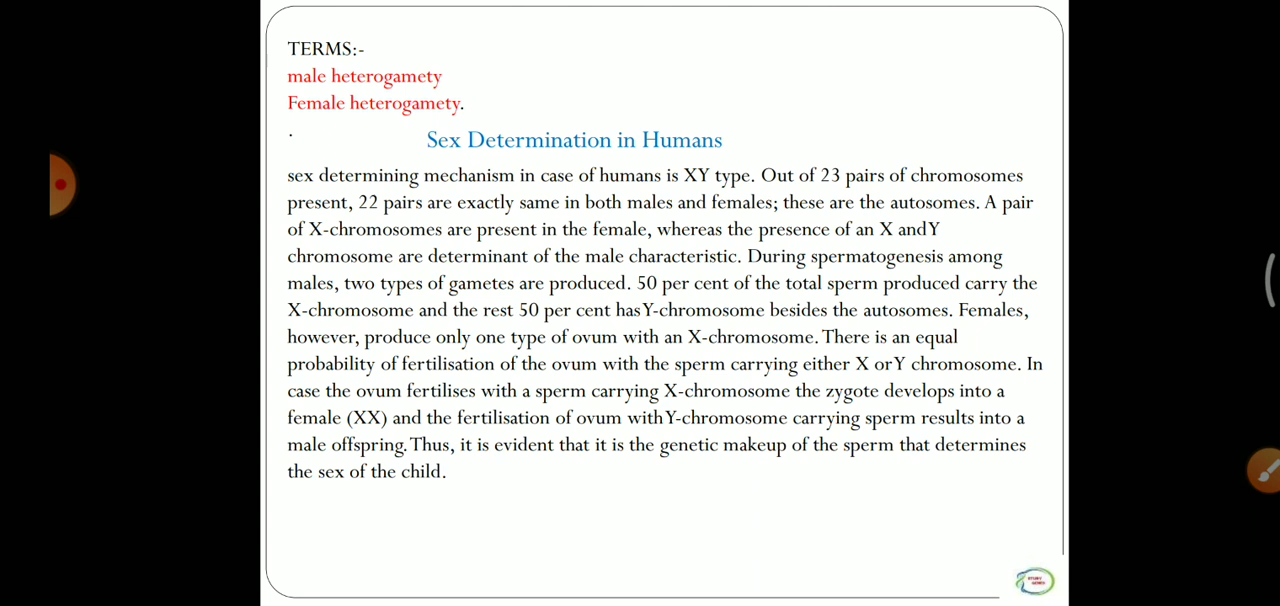 TERMS:-
male heterogamety
Female heterogamety.
.
Sex Determination in Humans
sex determining mechanism in case of humans is XY type. Out of 23 pairs of chromosomes
present, 22 pairs are exactly same in both males and females; these are the autosomes. A pair
of X-chromosomes are present in the female, whereas the presence of an X and Y
chromosome are determinant of the male characteristic. During spermatogenesis among
males, two types of gametes are produced. 50 per cent of the total sperm produced carry the
X-chromosome and the rest 50 per cent has Y-chromosome besides the autosomes. Females,
however, produce only one type of ovum with an X-chromosome. There is an equal
probability of fertilisation of the ovum with the sperm carrying either X or Y chromosome. In
case the ovum fertilises with a sperm carrying X-chromosome the zygote develops into a
female (XX) and the fertilisation of ovum with Y-chromosome carrying sperm results into a
male offspring. Thus, it is evident that it is the genetic makeup of the sperm that determines
the sex of the child.